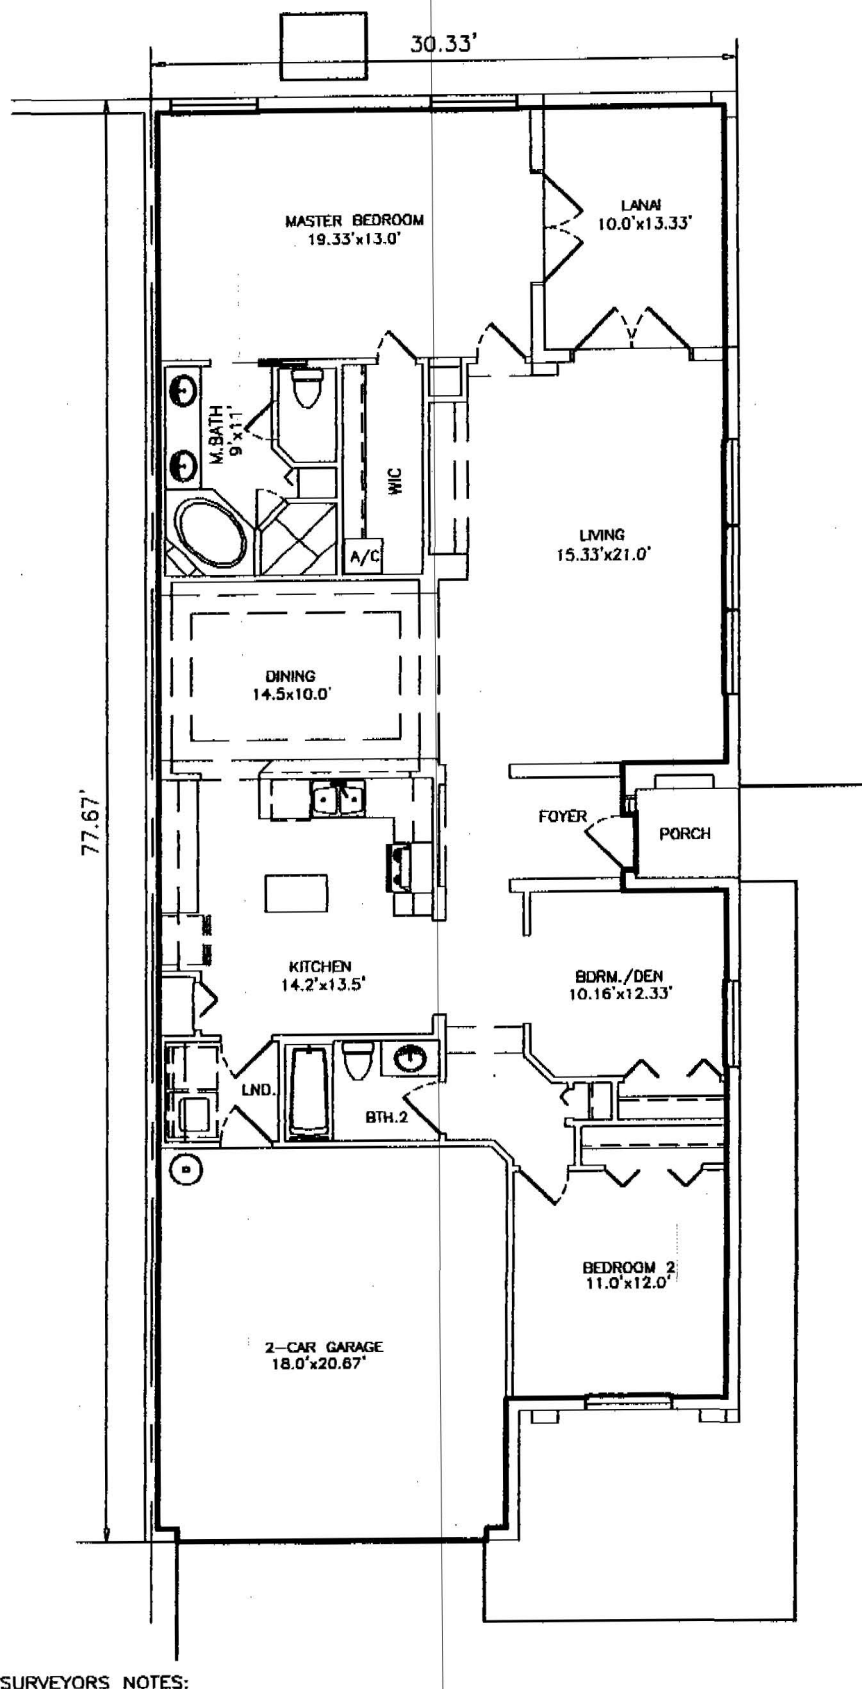 30.33'
MASTER BEDROOM
19.33'x13.0'
LANAI
10.0'x13.33'
M.BATH
9'x11'
WIC
A/C
LIVING
15.33'x21.0'
DINING
14.5x10.0'
77.67'
FOYER
PORCH
KITCHEN
14.2'x13.5'
BDRM./DEN
10.16'x12.33'
LND.
BTH.2
BEDROOM 2
11.0'x12.0'
2-CAR GARAGE
18.0'x20.67'
SURVEYORS NOTES: